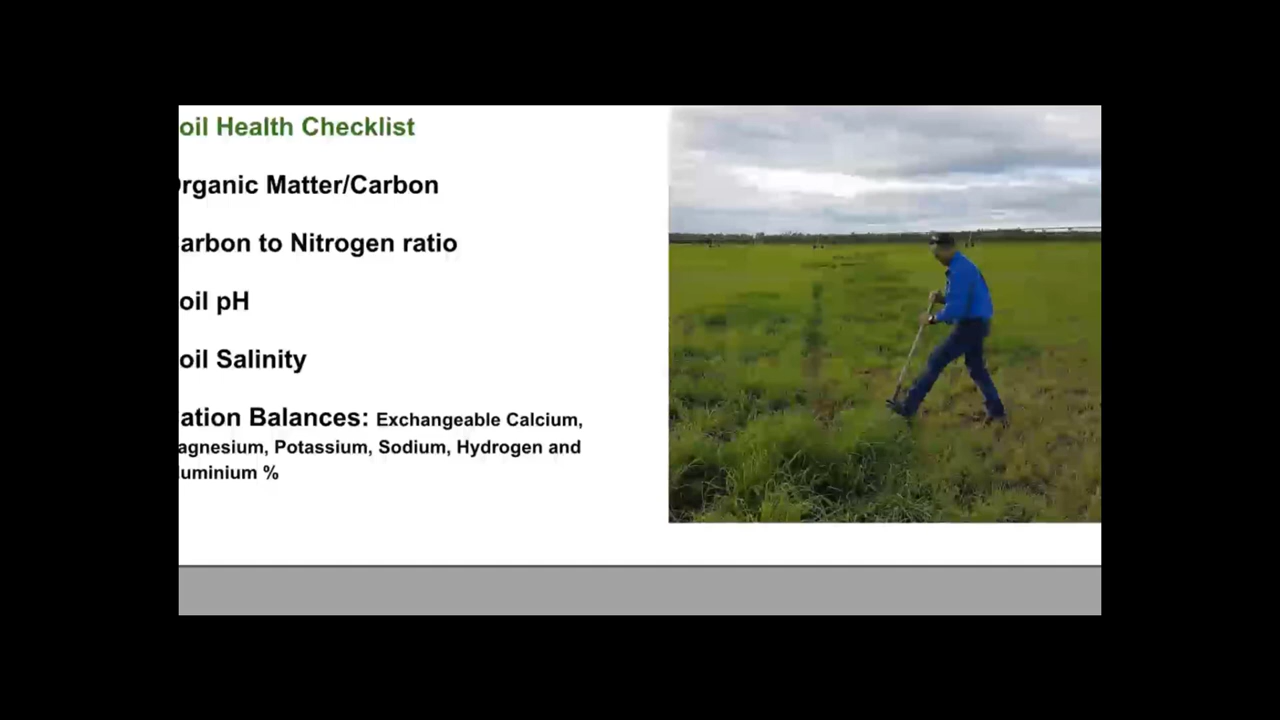 oil Health Checklist
rganic Matter/Carbon
arbon to Nitrogen ratio
oil pH
oil Salinity
ation Balances: Exchangeable Calcium,
agnesium, Potassium, Sodium, Hydrogen and
uminium %